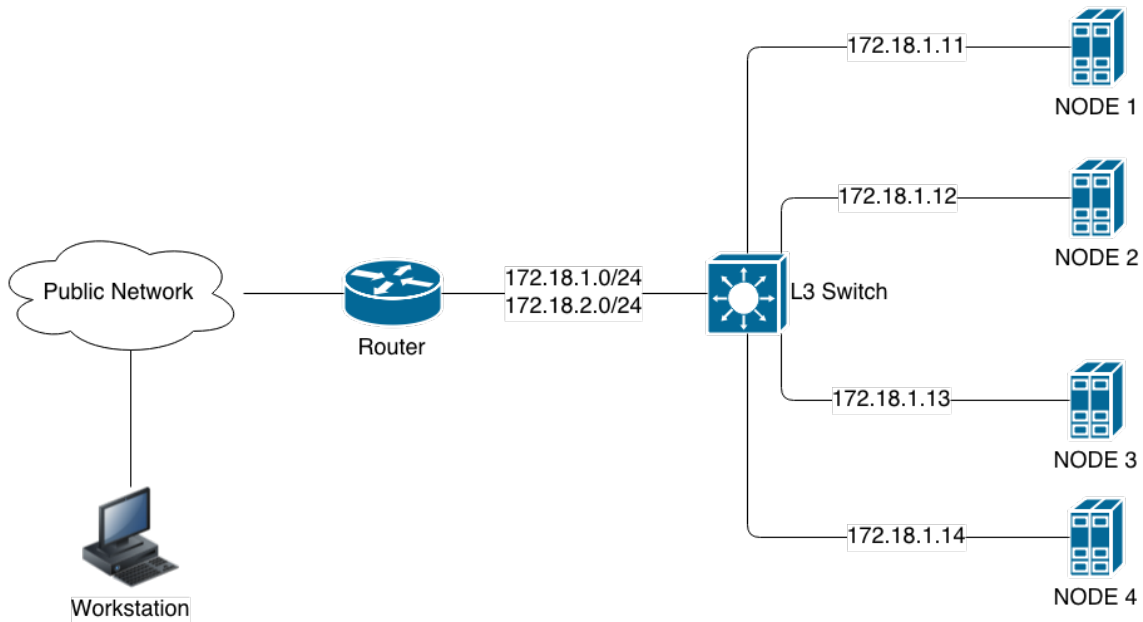 172.18.1.11
NODE 1
172.18.1.12
NODE 2
Public Network
Router
172.18.1.0/24
172.18.2.0/24
L3 Switch
172.18.1.13
NODE 3
172.18.1.14
NODE 4
Workstation